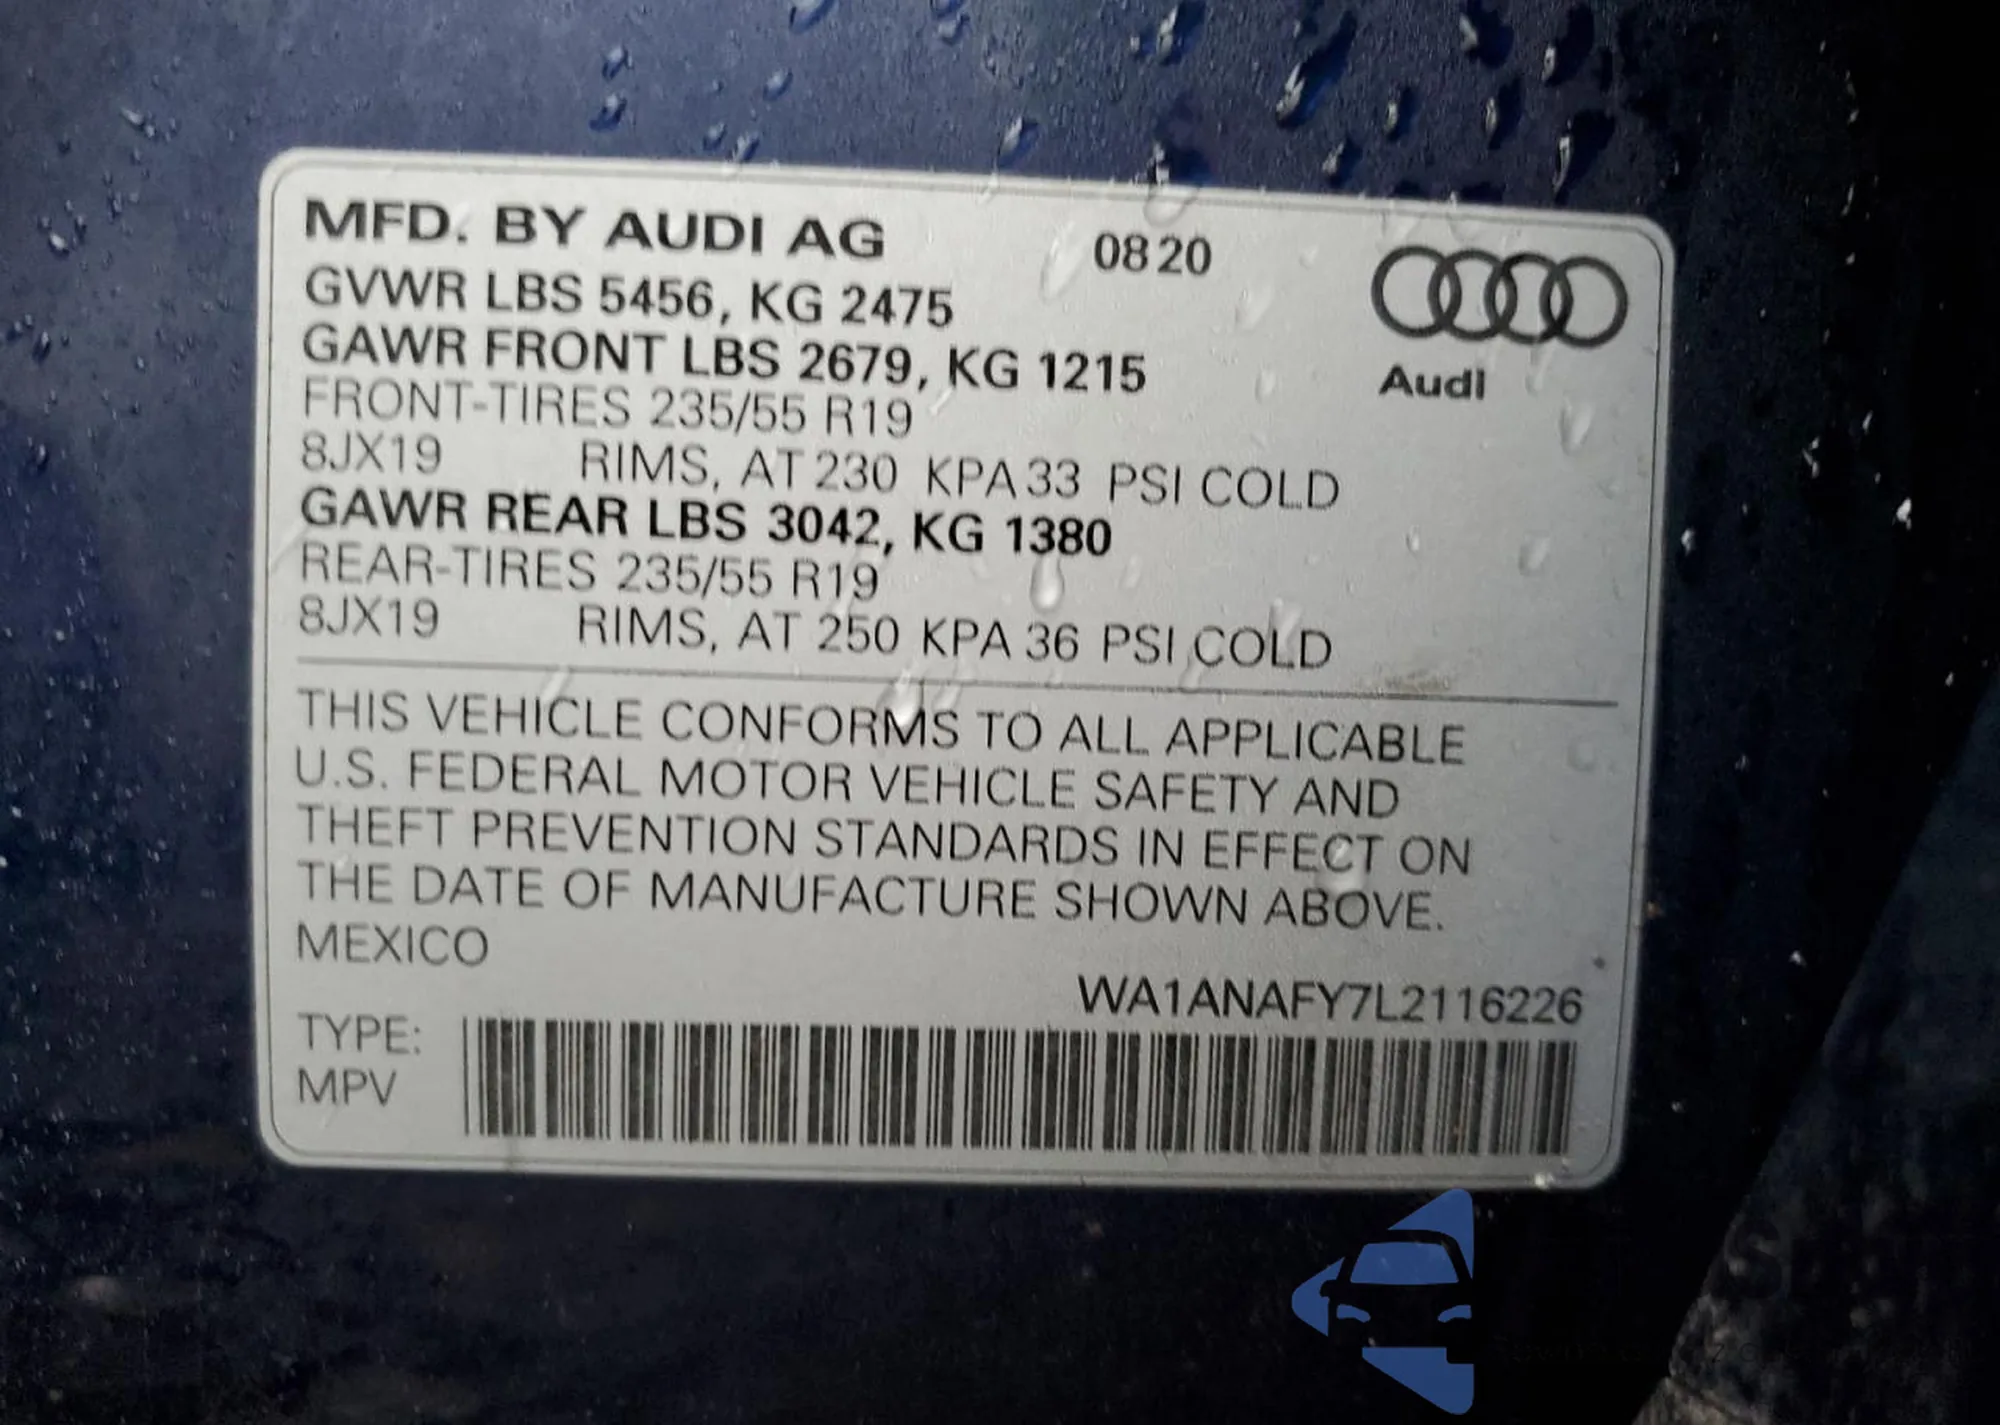 MFD. BY AUDI AG 0820
GVWR LBS 5456, KG 2475
GAWR FRONT LBS 2679, KG 1215
Audi
FRONT-TIRES 235/55 R19
8JX19 RIMS, AT 230 KPA 33 PSI COLD
GAWR REAR LBS 3042, KG 1380
REAR-TIRES 235/55 R19
8JX19 RIMS, AT 250 KPA 36 PSI COLD
THIS VEHICLE CONFORMS TO ALL APPLICABLE
U.S. FEDERAL MOTOR VEHICLE SAFETY AND
THEFT PREVENTION STANDARDS IN EFFECT ON
THE DATE OF MANUFACTURE SHOWN ABOVE.
MEXICO
WA1ANAFY7L2116226
TYPE:
MPV